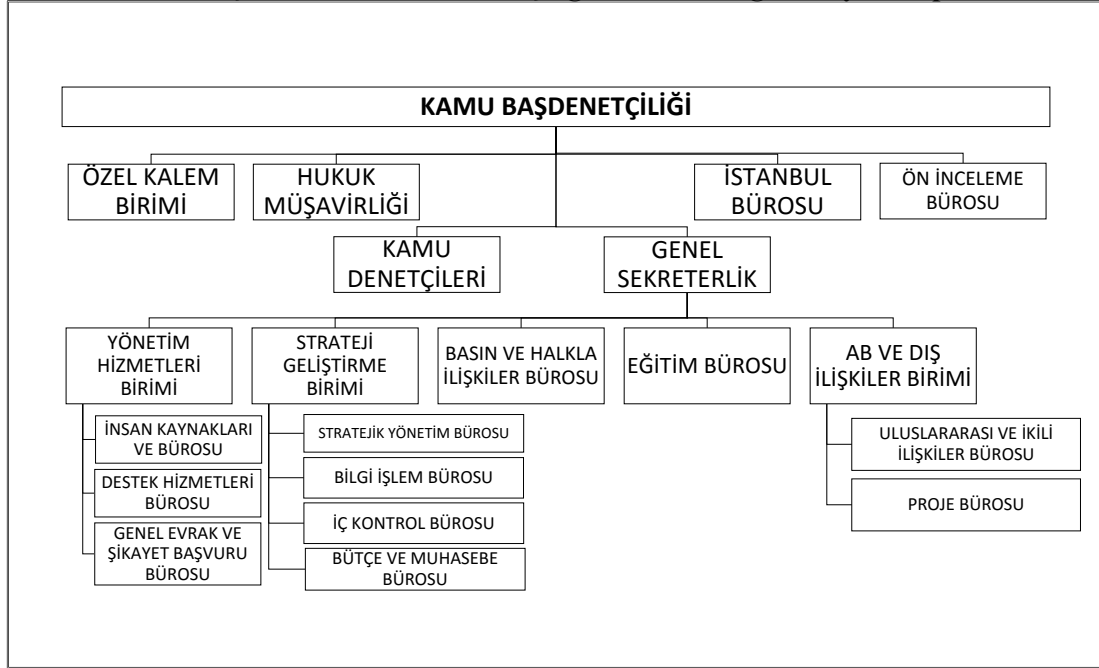 KAMU BAŞDENETÇİLİĞİ
ÖZEL KALEM
BİRİMİ
HUKUK
MÜŞAVİRLİĞİ
İSTANBUL
BÜROSU
ÖN İNCELEME
BÜROSU
KAMU
DENETÇİLERİ
GENEL
SEKRETERLİK
YÖNETİM
HİZMETLERİ
BİRİMİ
STRATEJİ
GELİŞTİRME
BİRİMİ
BASIN VE HALKLA
İLİŞKİLER BÜROSU
EĞİTİM BÜROSU
AB VE DIŞ
İLİŞKİLER BİRİMİ
İNSAN KAYNAKLARI
VE BÜROSU
DESTEK HİZMETLERİ
BÜROSU
GENEL EVRAK VE
ŞİKAYET BAŞVURU
BÜROSU
STRATEJİK YÖNETİM BÜROSU
BİLGİ İŞLEM BÜROSU
İÇ KONTROL BÜROSU
BÜTÇE VE MUHASEBE
BÜROSU
ULUSLARARASI VE İKİLİ
İLİŞKİLER BÜROSU
PROJE BÜROSU